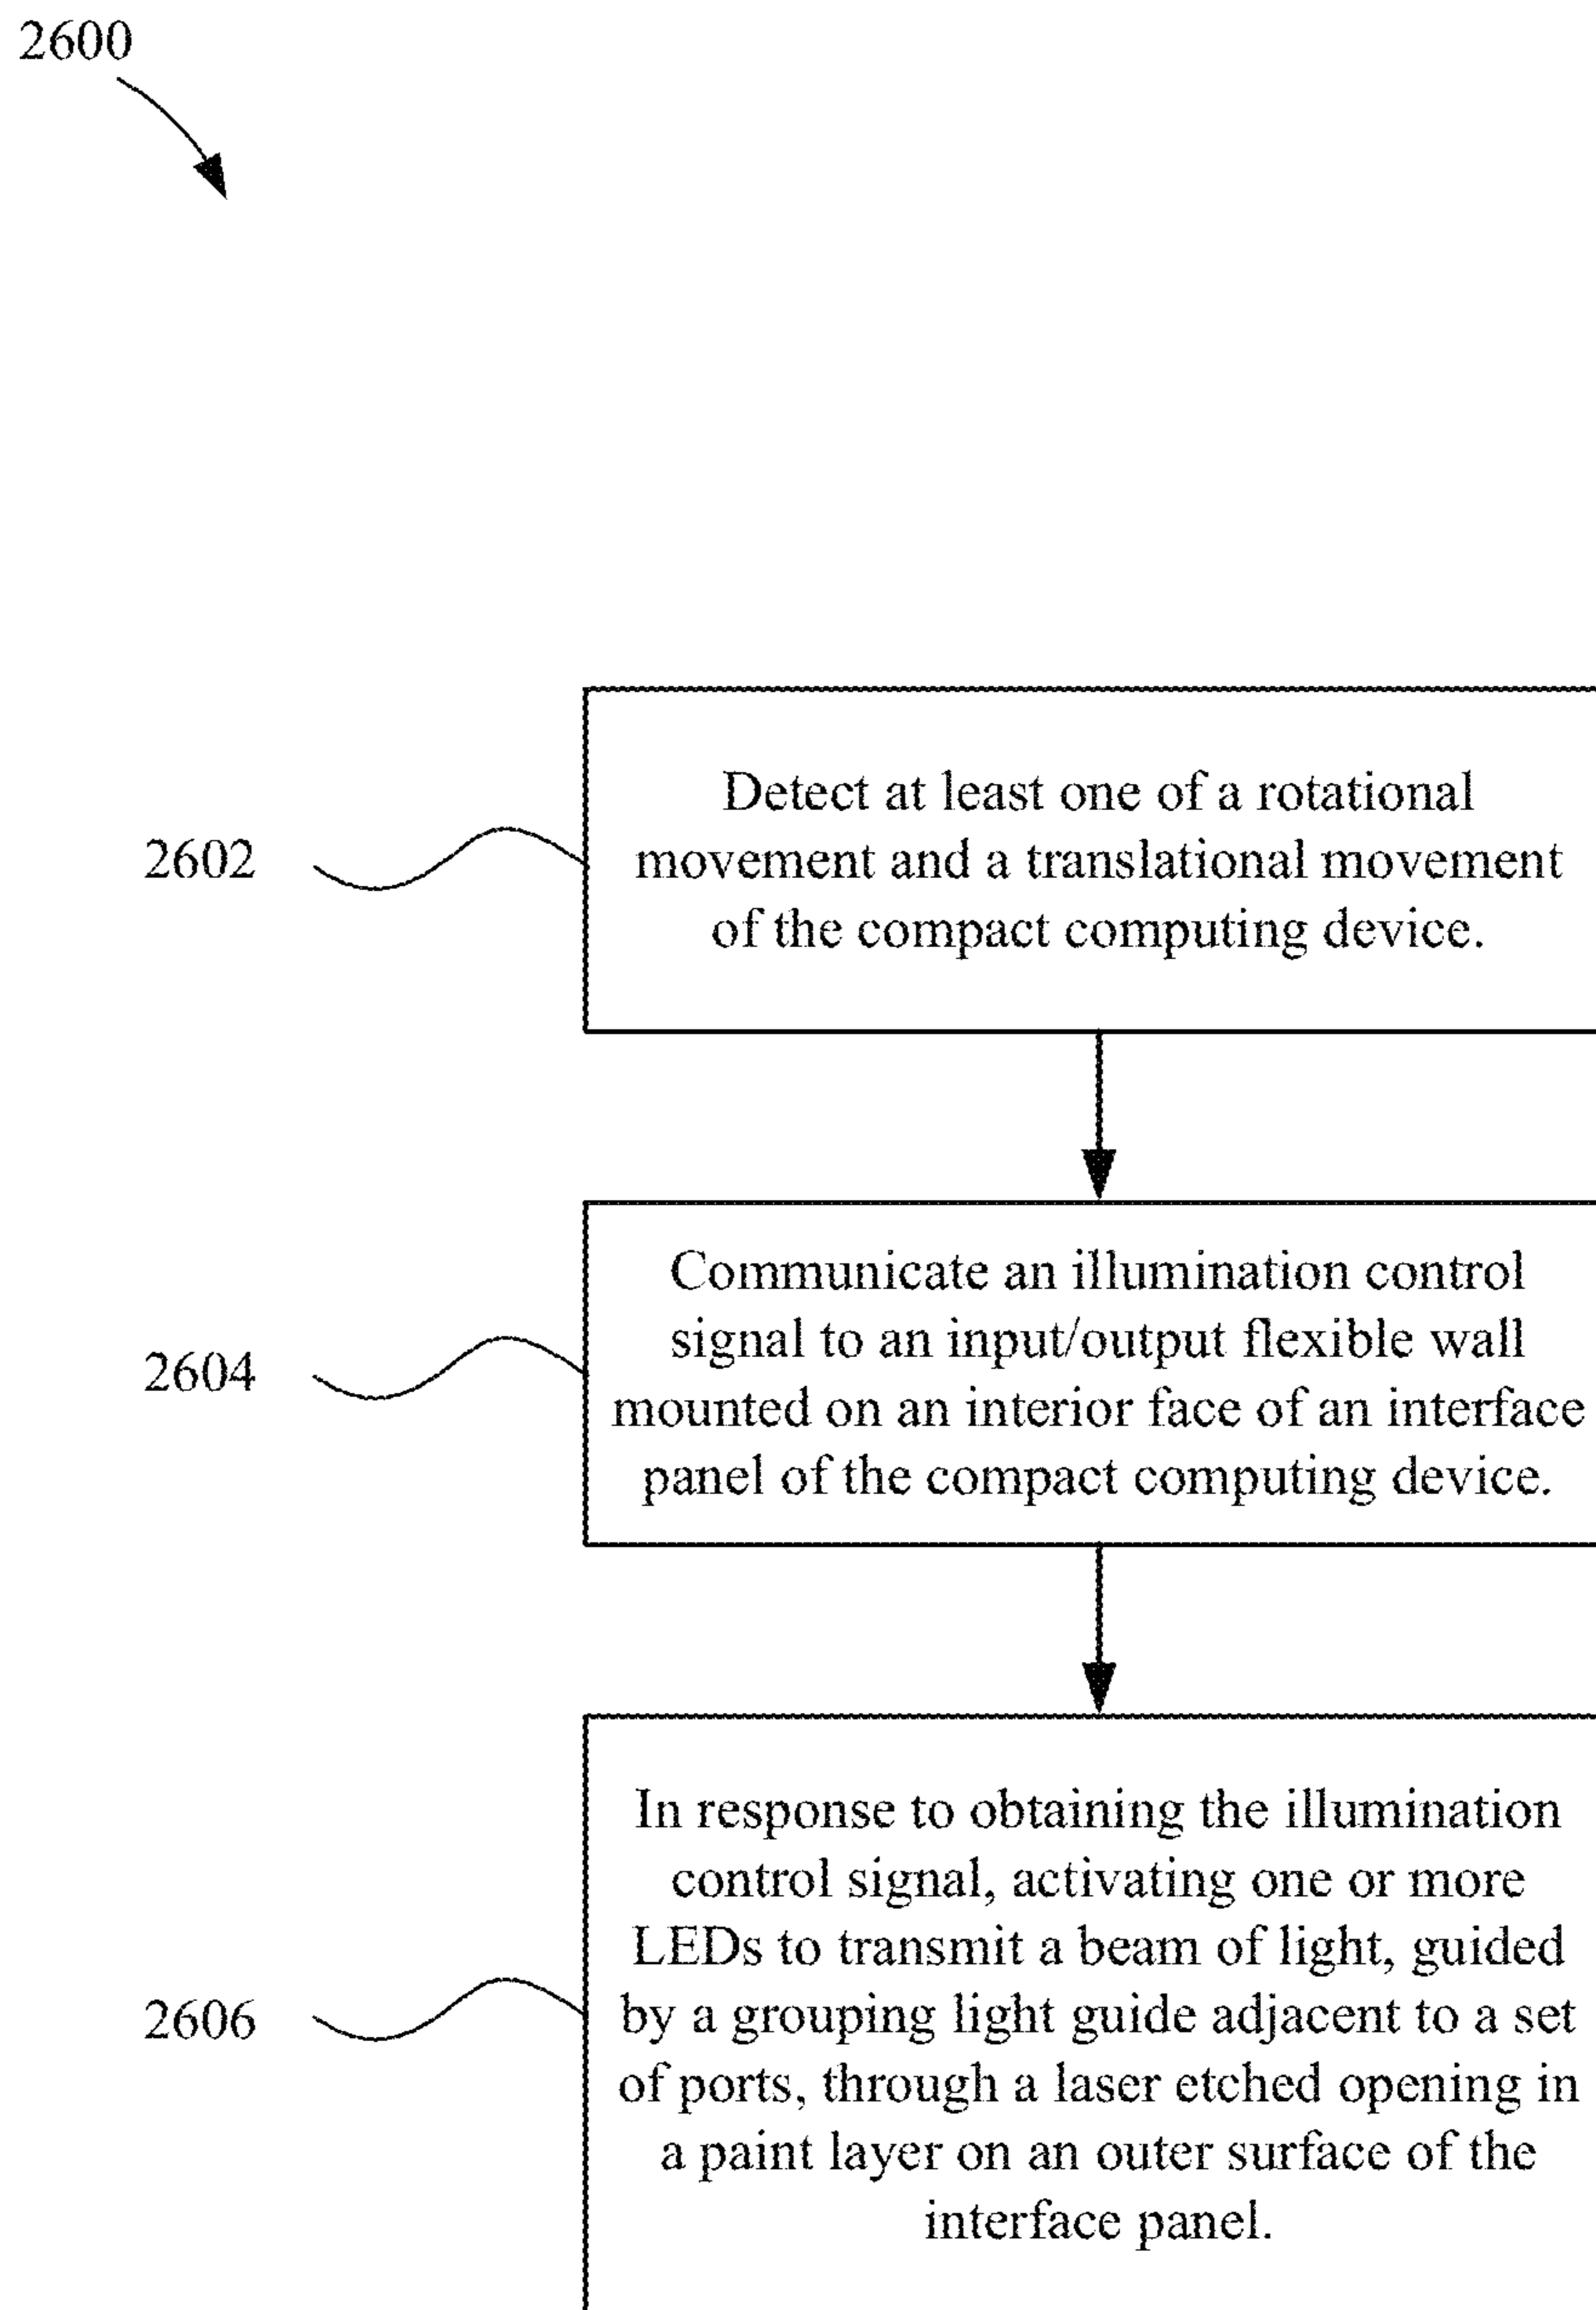 2600
2602
Detect at least one of a rotational
movement and a translational movement
of the compact computing device.
2604
Communicate an illumination control
signal to an input/output flexible wall
mounted on an interior face of an interface
panel of the compact computing device.
2606
In response to obtaining the illumination
control signal, activating one or more
LEDs to transmit a beam of light, guided
by a grouping light guide adjacent to a set
of ports, through a laser etched opening in
a paint layer on an outer surface of the
interface panel.